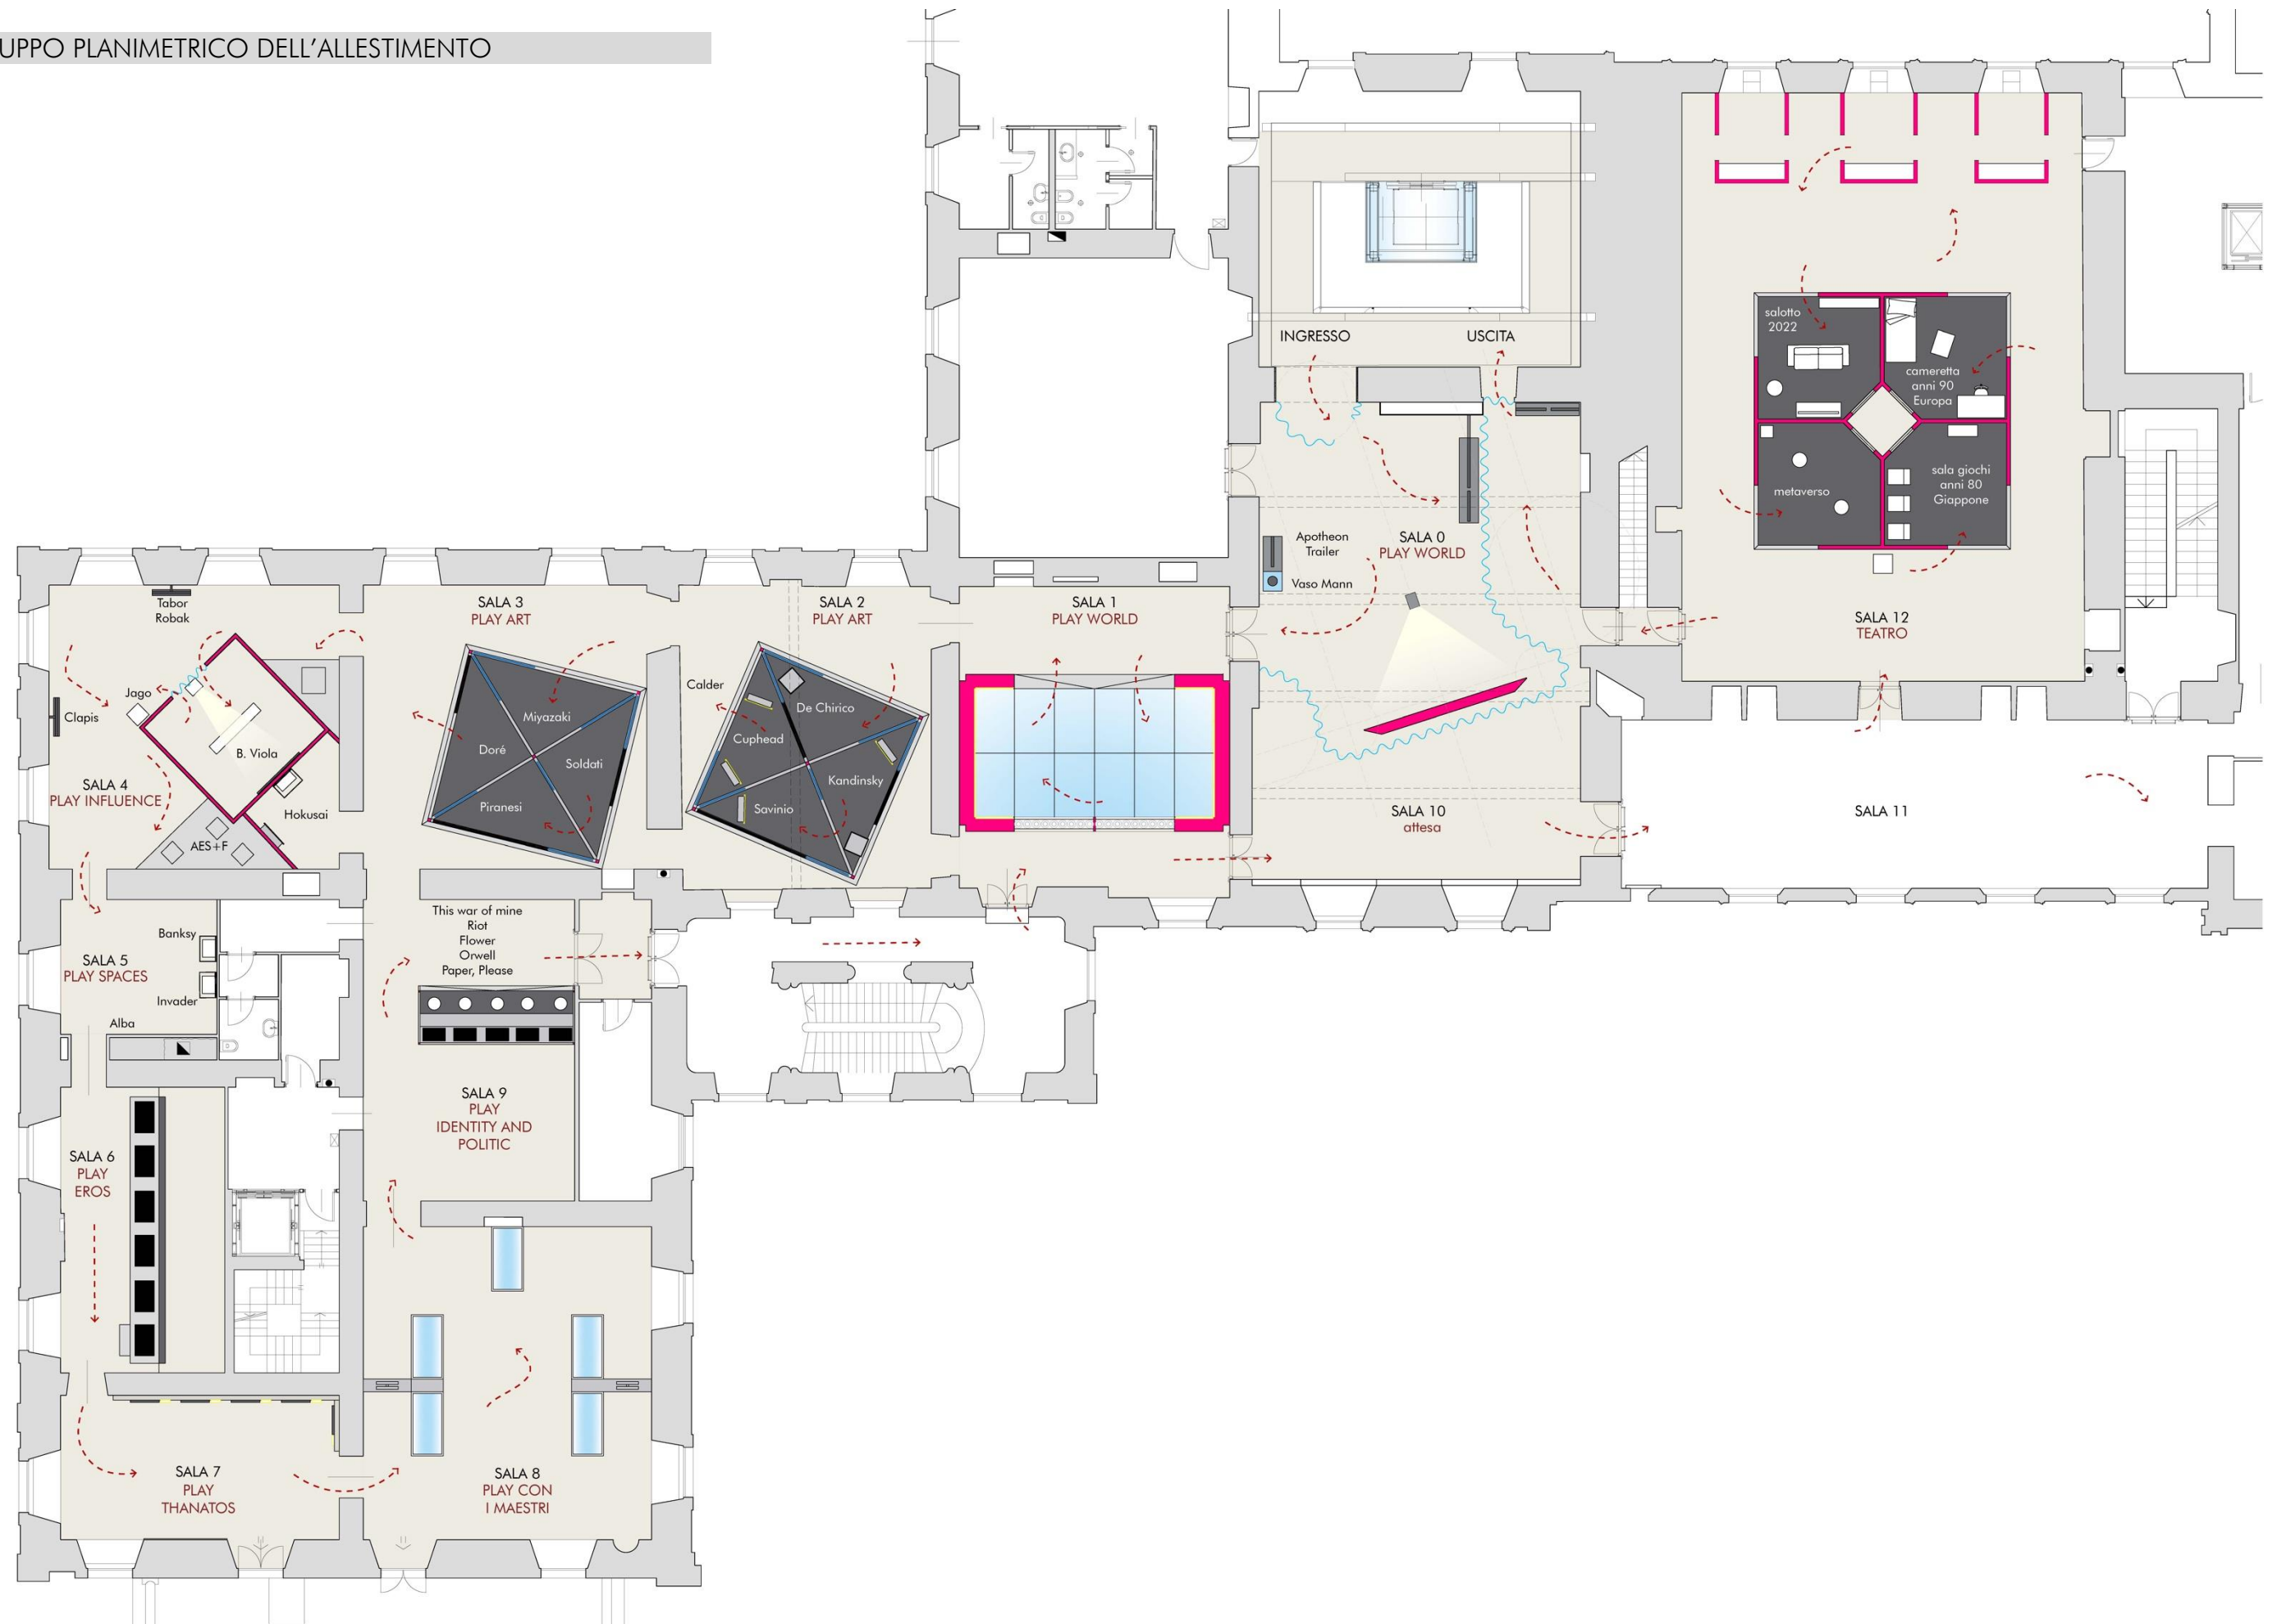 UPPO PLANIMETRICO DELL'ALLESTIMENTO
INGRESSO
USCITA
salotto
2022
cameretta
anni 90
Europa
metaverso
sala giochi
anni 80
Giappone
Apotheon
Trailer
Vaso Mann
SALA 0
PLAY WORLD
SALA 12
TEATRO
Tabor
Robak
SALA 3
PLAY ART
SALA 2
PLAY ART
SALA 1
PLAY WORLD
Jago
Clapis
B. Viola
Hokusai
AES+F
SALA 4
PLAY INFLUENCE
Miyazaki
Doré
Soldati
Piranesi
Calder
De Chirico
Cuphead
Kandinsky
Savinio
SALA 10
attesa
SALA 11
This war of mine
Riot
Flower
Orwell
Paper, Please
Banksy
SALA 5
PLAY SPACES
Invader
Alba
SALA 9
PLAY
IDENTITY AND
POLITIC
SALA 6
PLAY
EROS
SALA 7
PLAY
THANATOS
SALA 8
PLAY CON
I MAESTRI